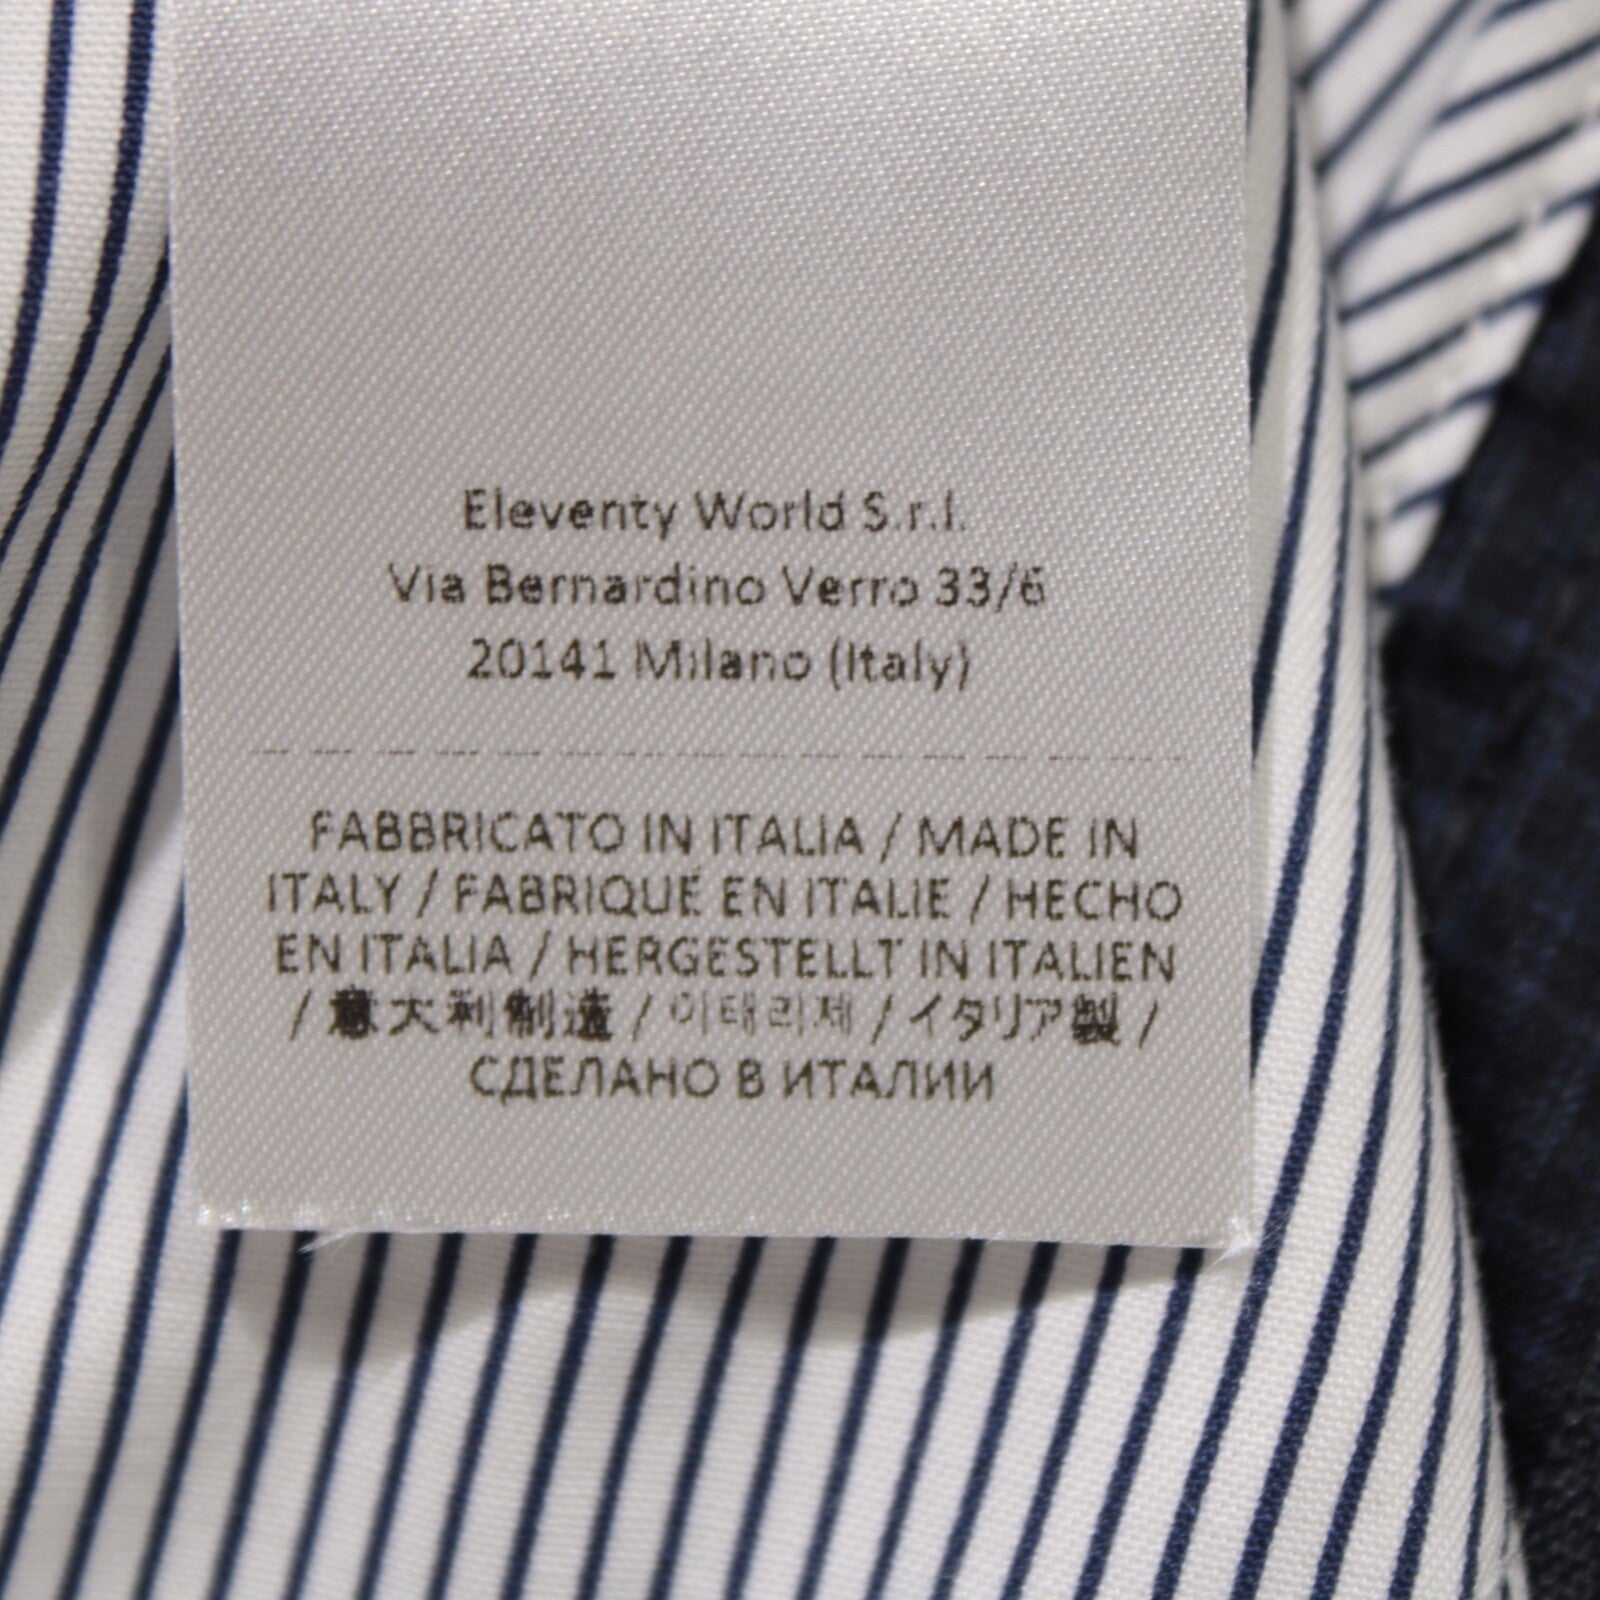 Eleventy World S.r.l.
Via Bernardino Verro 33/6
20141 Milano (Italy)
FABBRICATO IN ITALIA / MADE IN
ITALY / FABRIQUÉ EN ITALIE / HECHO
EN ITALIA / HERGESTELLT IN ITALIEN
/ 意大利制造 / 이태리제 / イタリア製 /
СДЕЛАНО В ИТАЛИИ